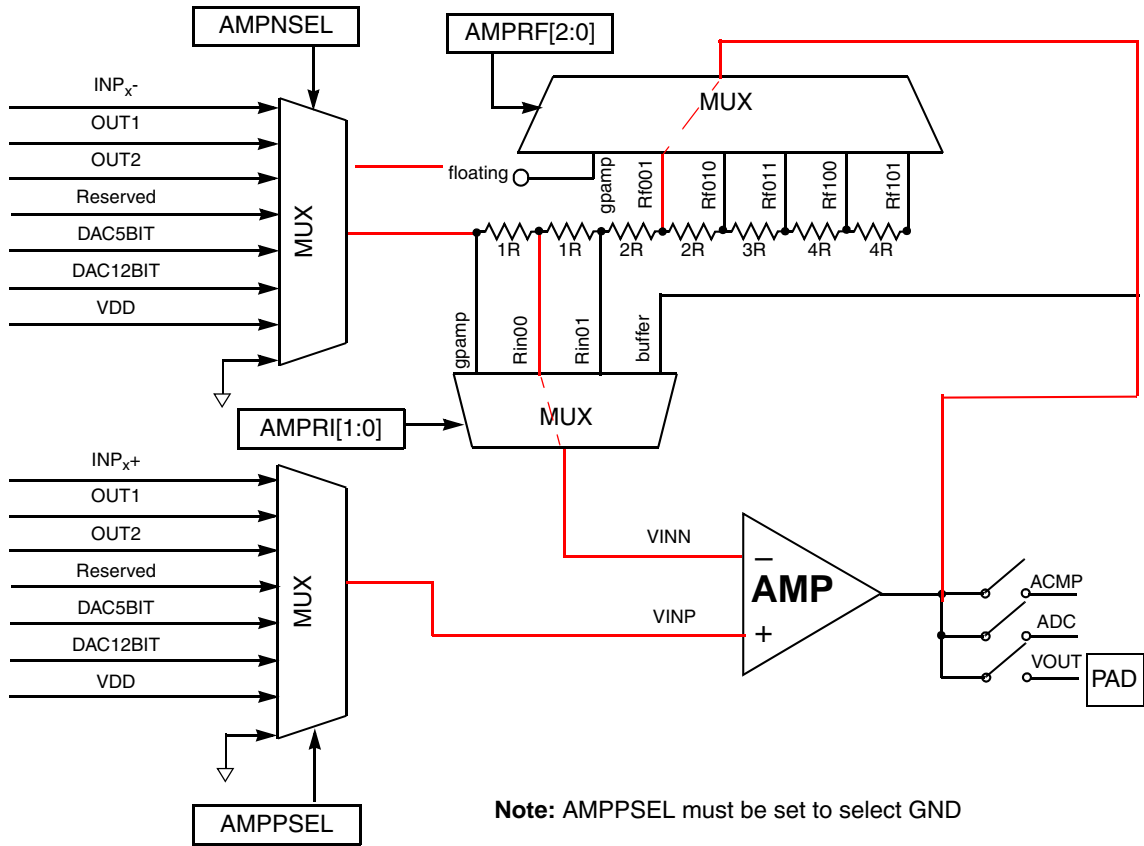 AMPNSEL
AMPRF[2:0]
INPx-
OUT1
OUT2
Reserved
DAC5BIT
DAC12BIT
VDD
MUX
MUX
floating
gpamp
Rf001
Rf010
Rf011
Rf100
Rf101
1R
1R
2R
2R
3R
4R
4R
gpamp
Rin00
Rin01
buffer
MUX
AMPRI[1:0]
INPx+
OUT1
OUT2
Reserved
DAC5BIT
DAC12BIT
VDD
MUX
VINN
VINP
−
AMP
+
ACMP
ADC
VOUT
PAD
AMPPSEL
Note: AMPPSEL must be set to select GND